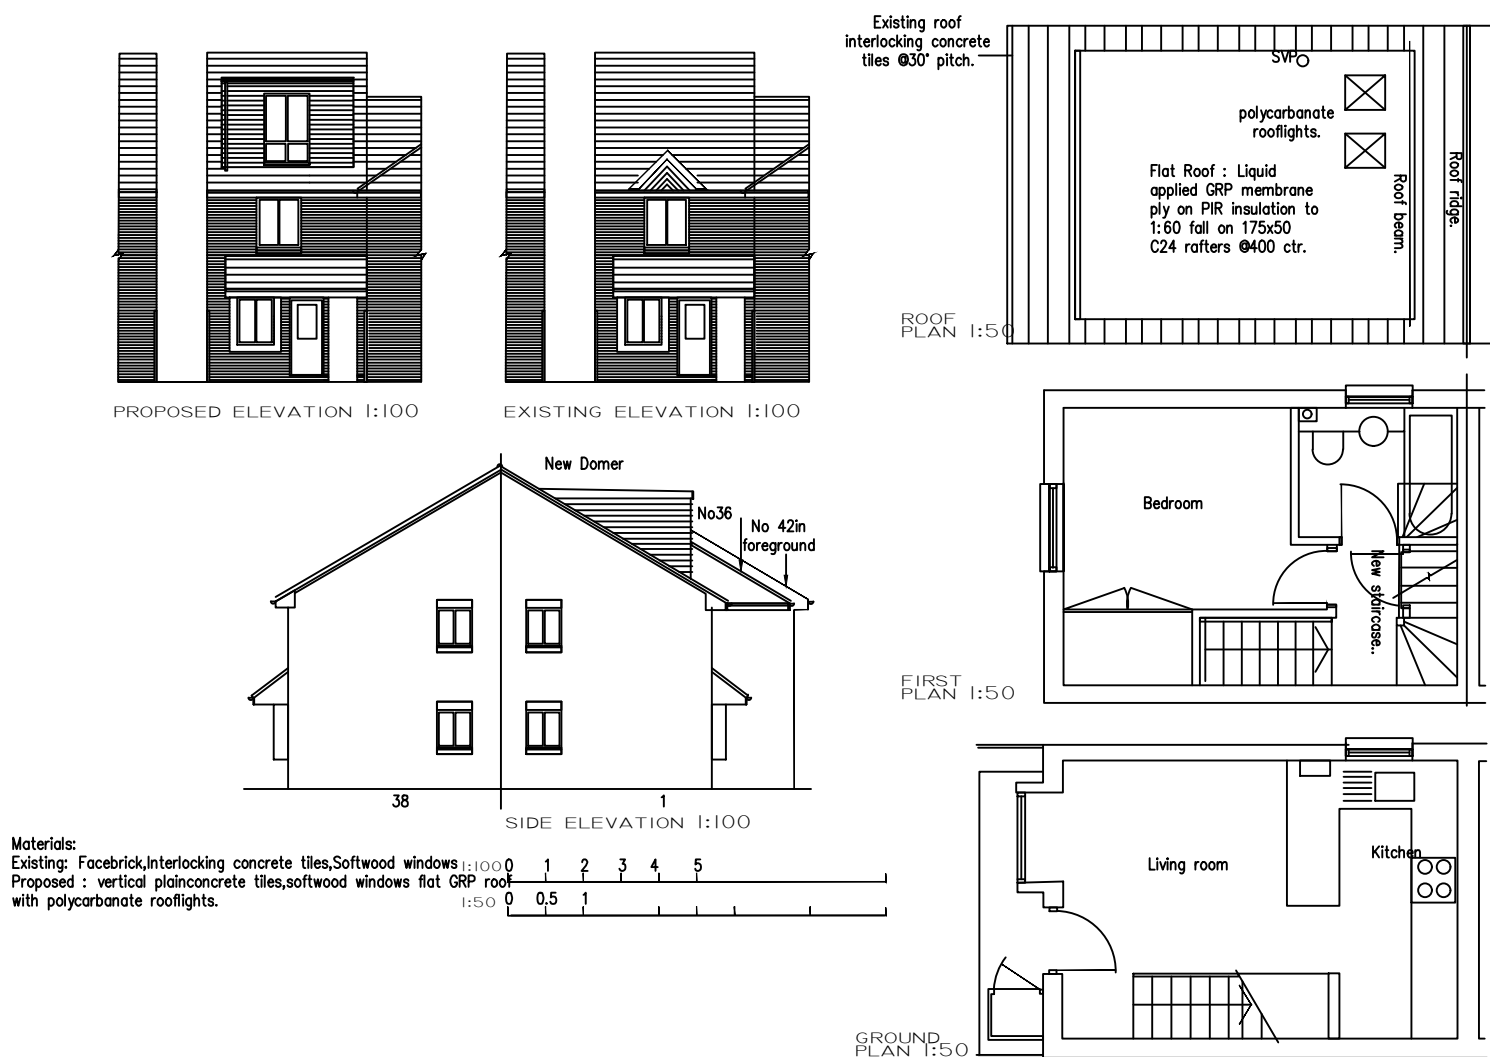 Existing roof
interlocking concrete
tiles @30° pitch.
SVP
polycarbanate
rooflights.
Flat Roof : Liquid
applied GRP membrane
ply on PIR insulation to
1:60 fall on 175x50
C24 rafters @400 ctr.
Roof beam.
Roof ridge.
ROOF
PLAN 1:50
PROPOSED ELEVATION 1:100
EXISTING ELEVATION 1:100
New Domer
No36
No 42in
foreground
38
1
SIDE ELEVATION 1:100
Bedroom
New staircase..
FIRST
PLAN 1:50
Living room
Kitchen
GROUND
PLAN 1:50
Materials:
Existing: Facebrick,Interlocking concrete tiles,Softwood windows
Proposed : vertical plainconcrete tiles,softwood windows flat GRP roof
with polycarbanate rooflights.
1:100 0 1 2 3 4 5
1:50 0 0.5 1